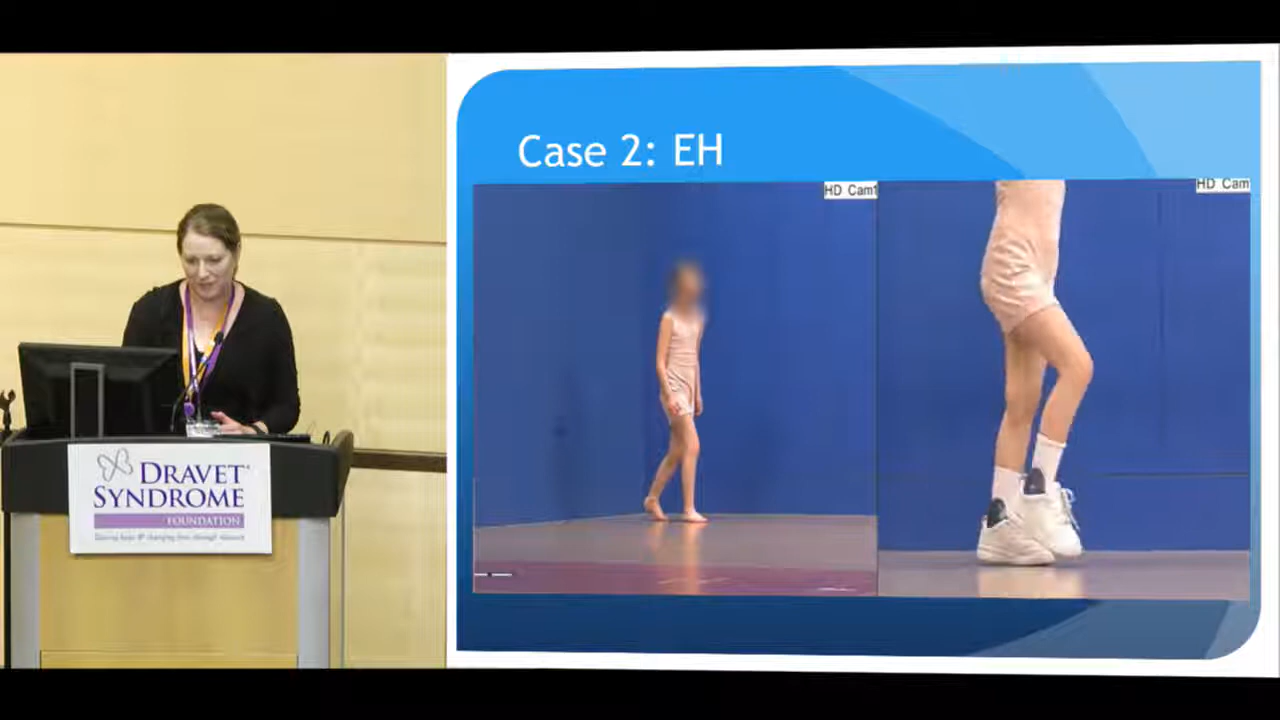 Case 2: EH
HD Cam1
HD Cam
DRAVET
SYNDROME
FOUNDATION